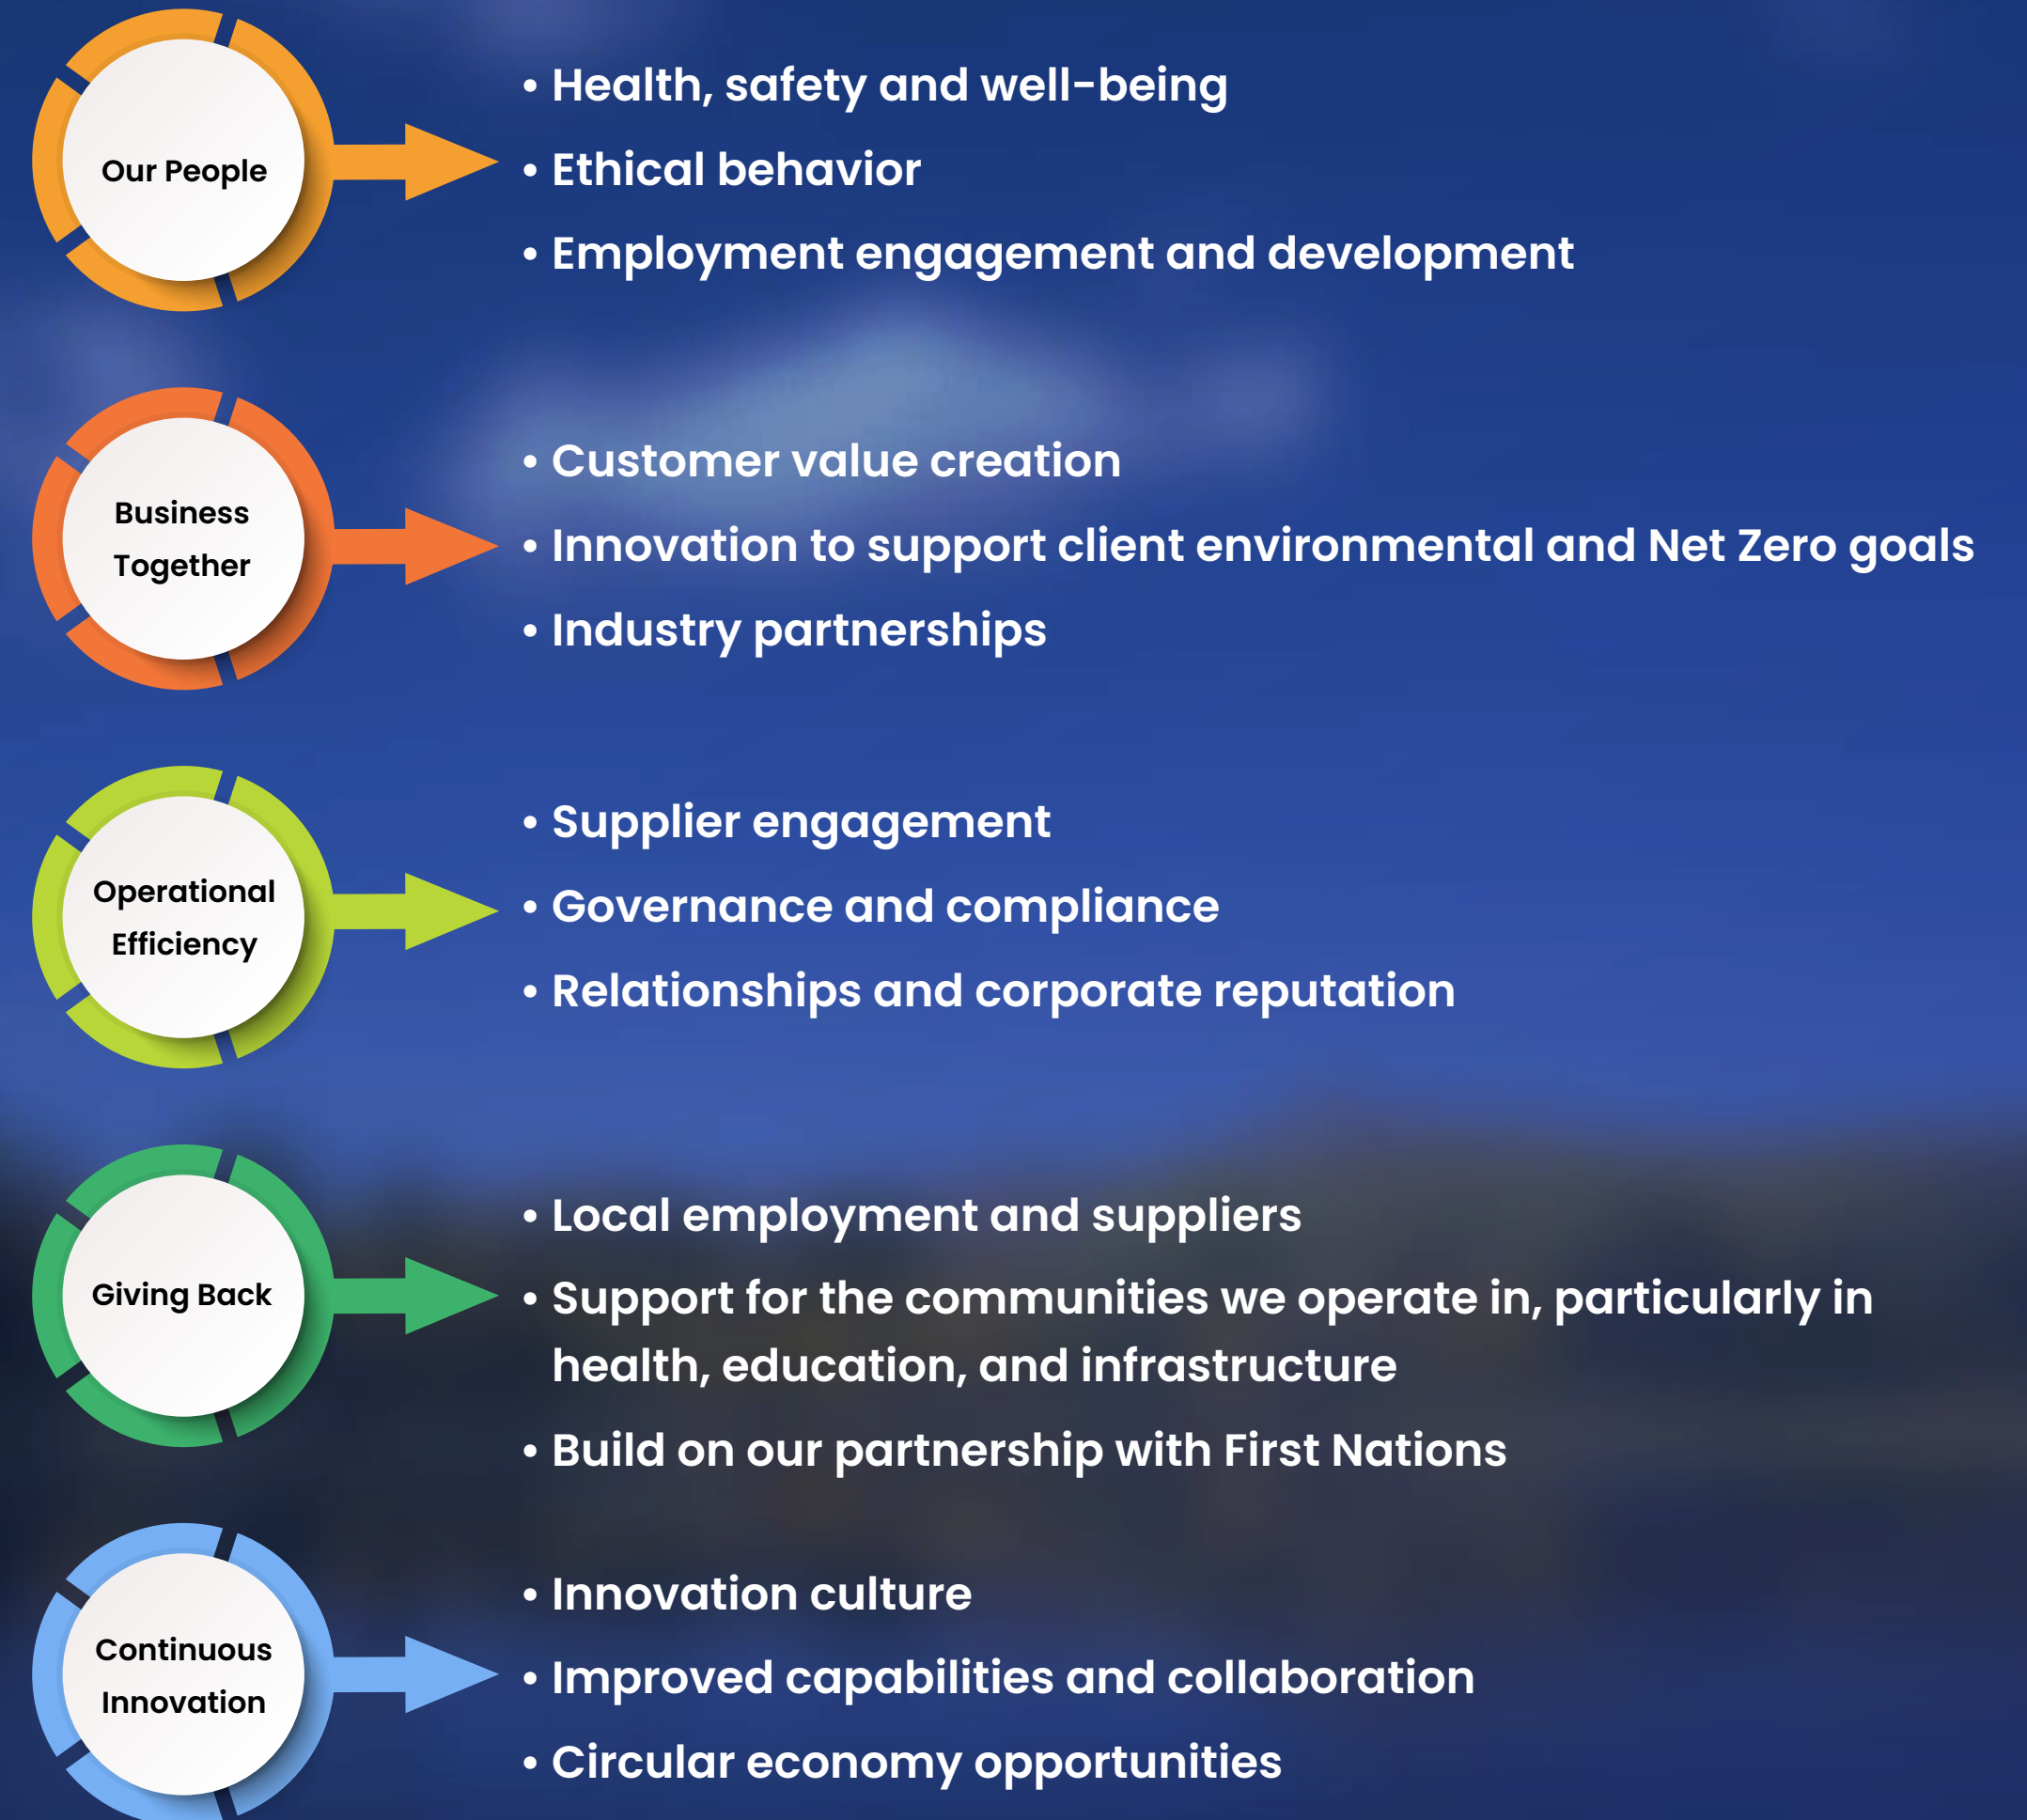 Our People
• Health, safety and well-being
• Ethical behavior
• Employment engagement and development
Business
Together
• Customer value creation
• Innovation to support client environmental and Net Zero goals
• Industry partnerships
Operational
Efficiency
• Supplier engagement
• Governance and compliance
• Relationships and corporate reputation
Giving Back
• Local employment and suppliers
• Support for the communities we operate in, particularly in
health, education, and infrastructure
• Build on our partnership with First Nations
Continuous
Innovation
• Innovation culture
• Improved capabilities and collaboration
• Circular economy opportunities